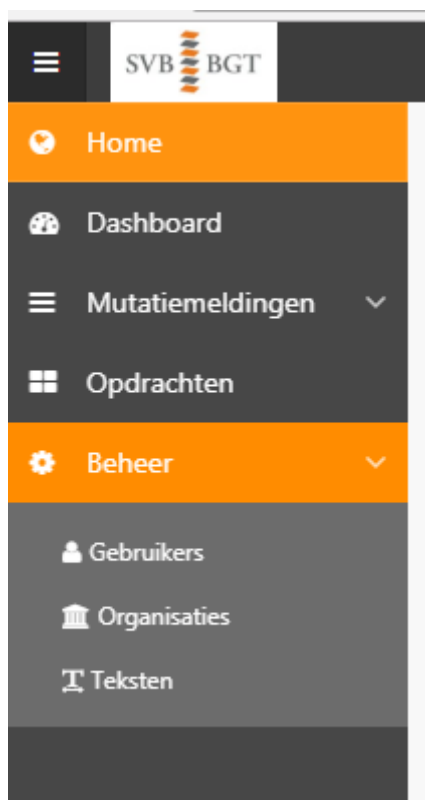 SVB BGT
Home
Dashboard
Mutatiemeldingen
Opdrachten
Beheer
Gebruikers
Organisaties
Teksten